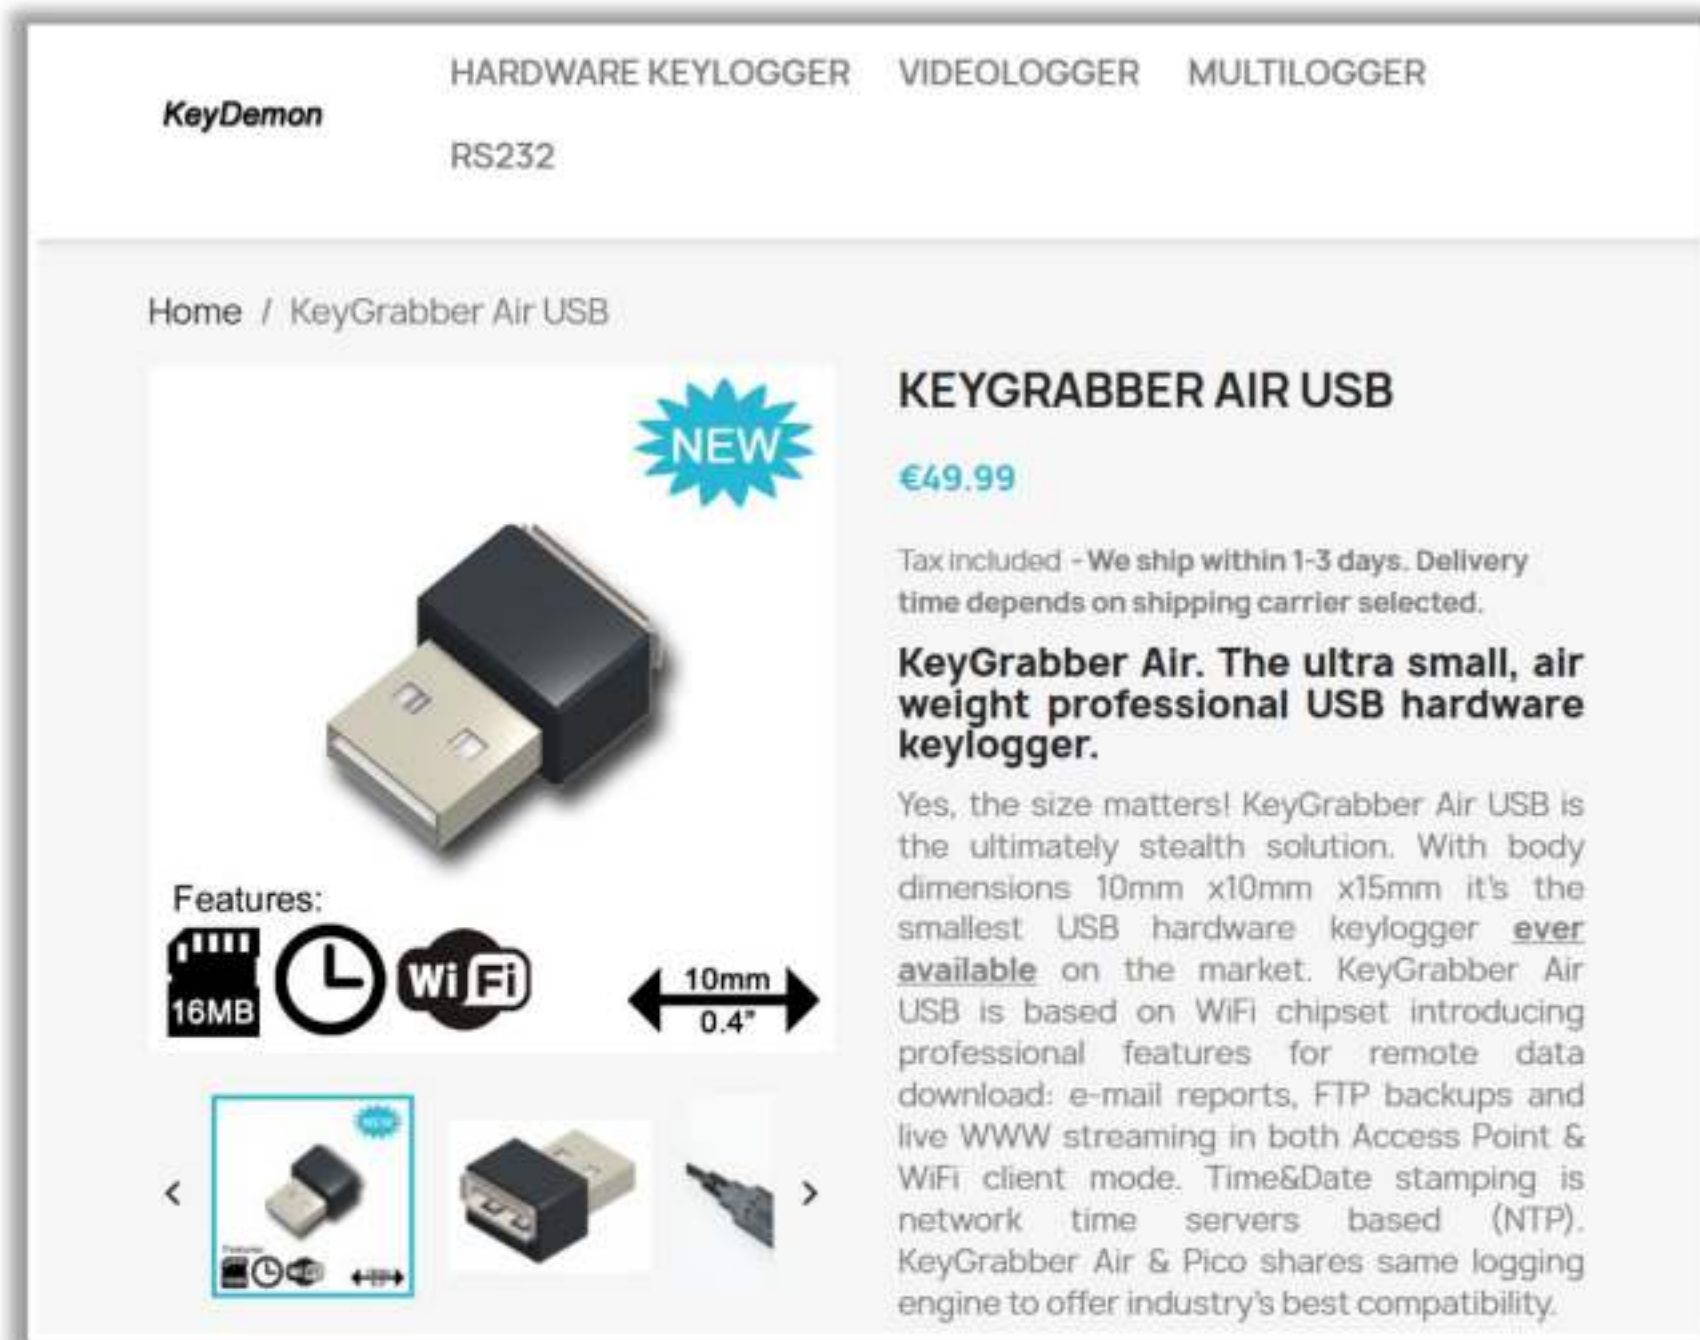 HARDWARE KEYLOGGER VIDEOLOGGER MULTILOGGER
KeyDemon
RS232
Home / KeyGrabber Air USB
NEW
Features:
16MB
WiFi
10mm
0.4"
KEYGRABBER AIR USB
€49.99
Tax included - We ship within 1-3 days. Delivery
time depends on shipping carrier selected.
KeyGrabber Air. The ultra small, air
weight professional USB hardware
keylogger.
Yes, the size matters! KeyGrabber Air USB is
the ultimately stealth solution. With body
dimensions 10mm x10mm x15mm it's the
smallest USB hardware keylogger ever
available on the market. KeyGrabber Air
USB is based on WiFi chipset introducing
professional features for remote data
download: e-mail reports, FTP backups and
live WWW streaming in both Access Point &
WiFi client mode. Time&Date stamping is
network time servers based (NTP).
KeyGrabber Air & Pico shares same logging
engine to offer industry's best compatibility.